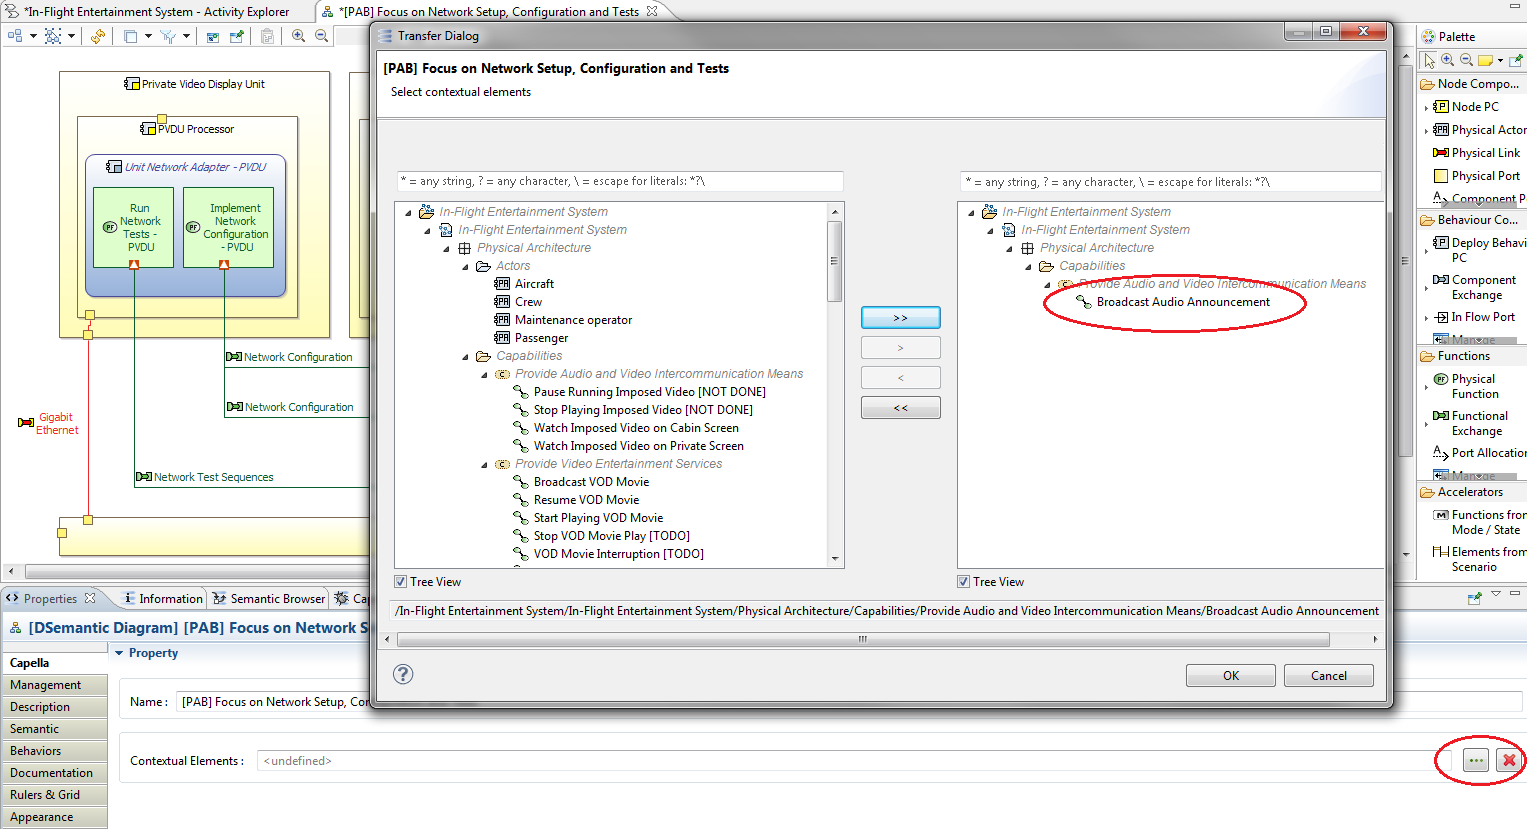 *In-Flight Entertainment System - Activity Explorer
*[PAB] Focus on Network Setup, Configuration and Tests
Private Video Display Unit
PVDU Processor
Unit Network Adapter - PVDU
PF
Run
Network
Tests -
PVDU
PF
Implement
Network
Configuration
- PVDU
Network Configuration
Network Configuration
Gigabit
Ethernet
Network Test Sequences
Transfer Dialog
[PAB] Focus on Network Setup, Configuration and Tests
Select contextual elements
* = any string, ? = any character, \ = escape for literals: *?\
In-Flight Entertainment System
In-Flight Entertainment System
Physical Architecture
Actors
Aircraft
Crew
Maintenance operator
Passenger
Capabilities
Provide Audio and Video Intercommunication Means
Pause Running Imposed Video [NOT DONE]
Stop Playing Imposed Video [NOT DONE]
Watch Imposed Video on Cabin Screen
Watch Imposed Video on Private Screen
Provide Video Entertainment Services
Broadcast VOD Movie
Resume VOD Movie
Start Playing VOD Movie
Stop VOD Movie Play [TODO]
VOD Movie Interruption [TODO]
Tree View
>>
>
<
<<
* = any string, ? = any character, \ = escape for literals: *?\
In-Flight Entertainment System
In-Flight Entertainment System
Physical Architecture
Capabilities
Provide Audio and Video Intercommunication Means
Broadcast Audio Announcement
Tree View
/In-Flight Entertainment System/In-Flight Entertainment System/Physical Architecture/Capabilities/Provide Audio and Video Intercommunication Means/Broadcast Audio Announcement
OK
Cancel
Palette
Node Compo...
Node PC
Physical Actor
Physical Link
Physical Port
Component P
Behaviour Co...
Deploy Behavi
PC
Component
Exchange
In Flow Port
Manage
Functions
Physical
Function
Functional
Exchange
Port Allocation
Manage
Accelerators
Functions from
Mode / State
Elements from
Scenario
Properties
Information
Semantic Browser
Ca
[DSemantic Diagram] [PAB] Focus on Network S
Capella
Management
Description
Semantic
Behaviors
Documentation
Rulers & Grid
Appearance
Property
Name :
[PAB] Focus on Network Setup, Cor
Contextual Elements :
<undefined>